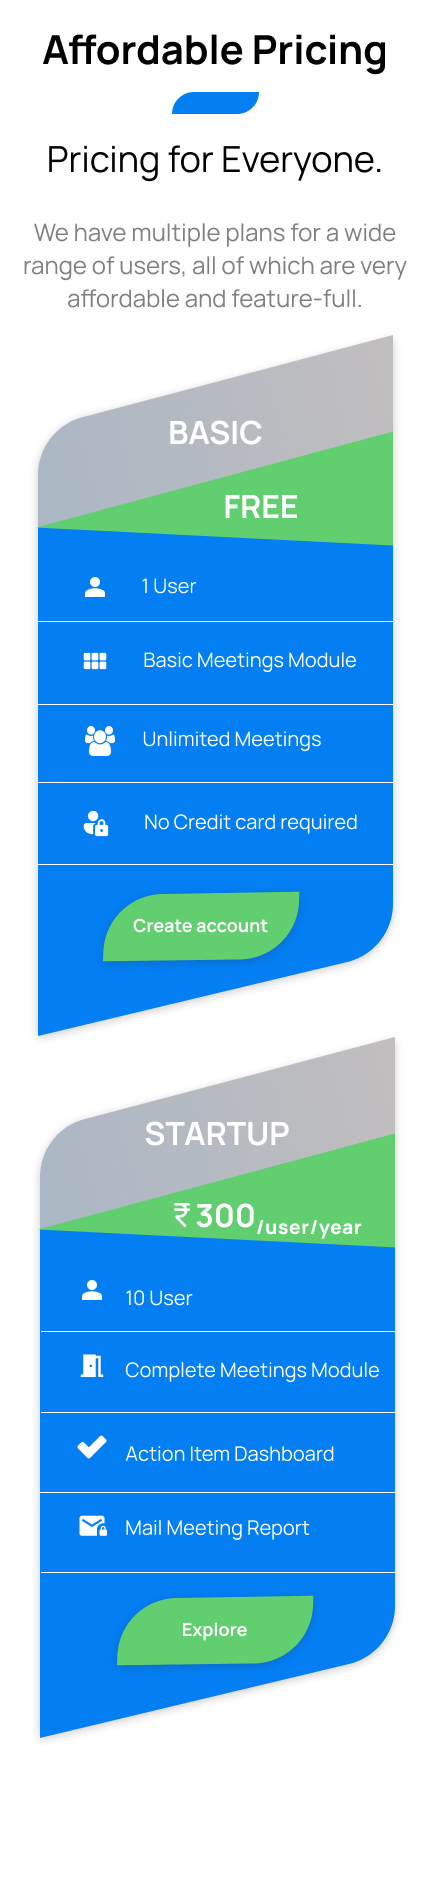 Affordable Pricing
Pricing for Everyone.
We have multiple plans for a wide
range of users, all of which are very
affordable and feature-full.
BASIC
FREE
1 User
Basic Meetings Module
Unlimited Meetings
No Credit card required
Create account
STARTUP
₹ 300/user/year
10 User
Complete Meetings Module
Action Item Dashboard
Mail Meeting Report
Explore